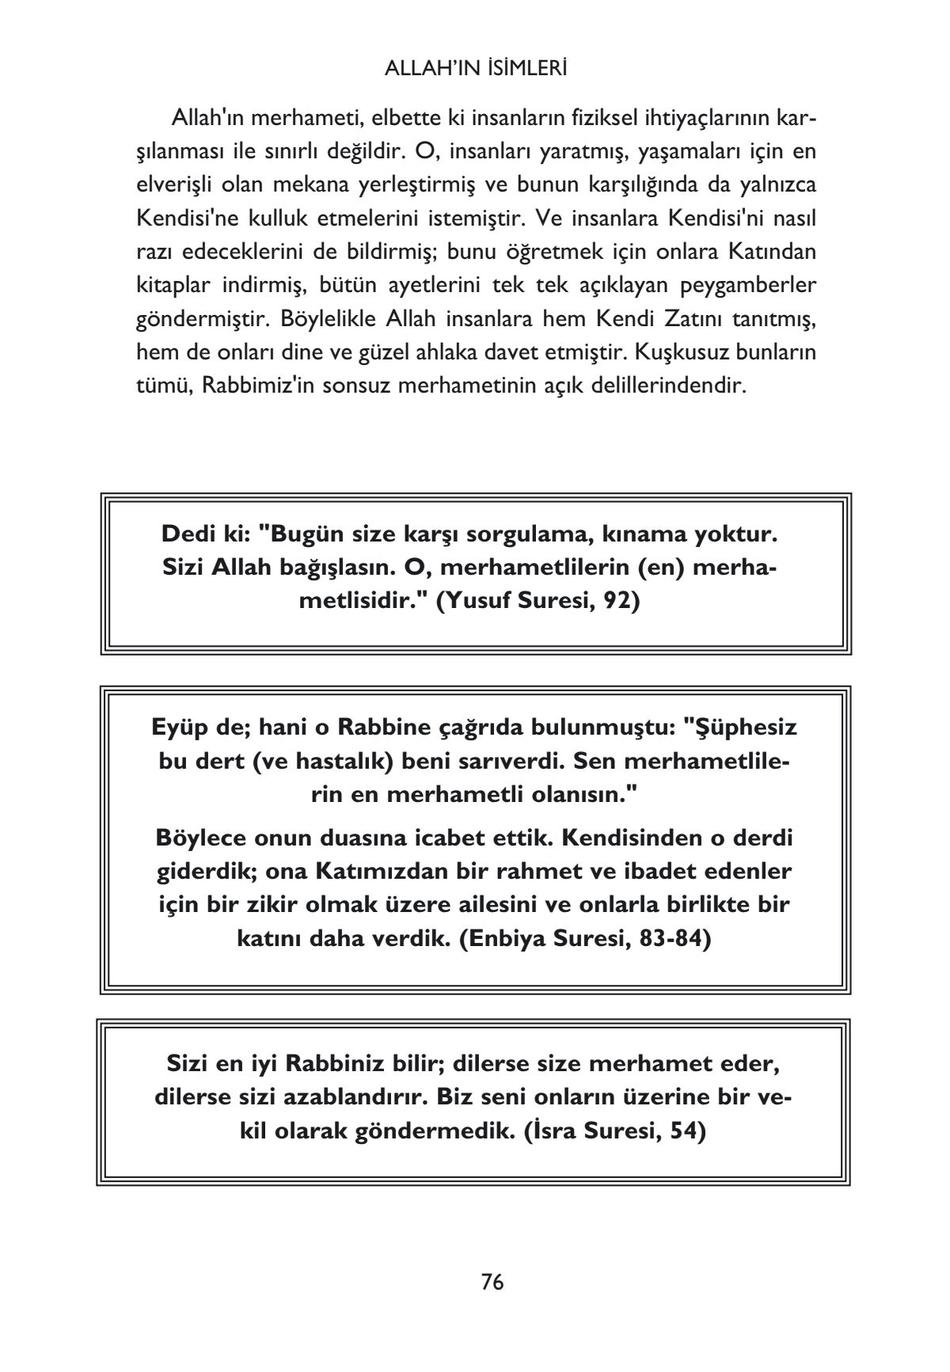 ALLAH’IN İSİMLERİ
Allah'ın merhameti, elbette ki insanların fiziksel ihtiyaçlarının kar-
şılanması ile sınırlı değildir. O, insanları yaratmış, yaşamaları için en
elverişli olan mekana yerleştirmiş ve bunun karşılığında da yalnızca
Kendisi'ne kulluk etmelerini istemiştir. Ve insanlara Kendisi'ni nasıl
razı edeceklerini de bildirmiş; bunu öğretmek için onlara Katından
kitaplar indirmiş, bütün ayetlerini tek tek açıklayan peygamberler
göndermiştir. Böylelikle Allah insanlara hem Kendi Zatını tanıtmış,
hem de onları dine ve güzel ahlaka davet etmiştir. Kuşkusuz bunların
tümü, Rabbimiz'in sonsuz merhametinin açık delillerindendir.
Dedi ki: "Bugün size karşı sorgulama, kınama yoktur.
Sizi Allah bağışlasın. O, merhametlilerin (en) merha-
metlisidir." (Yusuf Suresi, 92)
Eyüp de; hani o Rabbine çağrıda bulunmuştu: "Şüphesiz
bu dert (ve hastalık) beni sarıverdi. Sen merhametlile-
rin en merhametli olanısın."
Böylece onun duasına icabet ettik. Kendisinden o derdi
giderdik; ona Katımızdan bir rahmet ve ibadet edenler
için bir zikir olmak üzere ailesini ve onlarla birlikte bir
katını daha verdik. (Enbiya Suresi, 83-84)
Sizi en iyi Rabbiniz bilir; dilerse size merhamet eder,
dilerse sizi azablandırır. Biz seni onların üzerine bir ve-
kil olarak göndermedik. (İsra Suresi, 54)
76